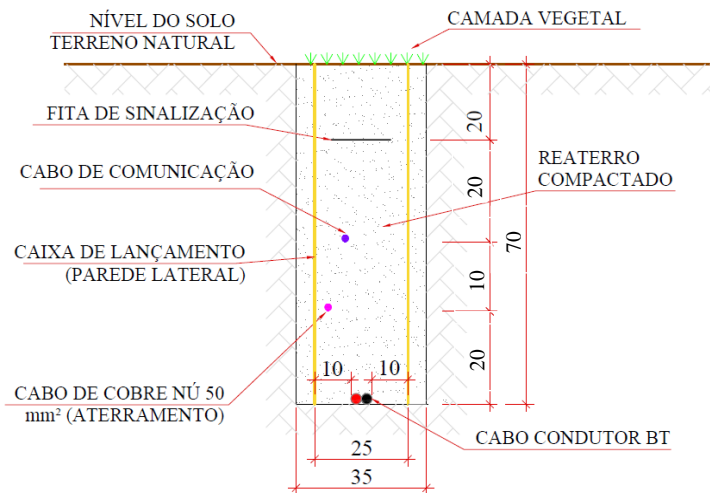 NÍVEL DO SOLO
TERRENO NATURAL
CAMADA VEGETAL
FITA DE SINALIZAÇÃO
CABO DE COMUNICAÇÃO
REATERRO
COMPACTADO
CAIXA DE LANÇAMENTO
(PAREDE LATERAL)
CABO DE COBRE NÚ 50
mm² (ATERRAMENTO)
CABO CONDUTOR BT
20
20
10
20
70
10
10
25
35